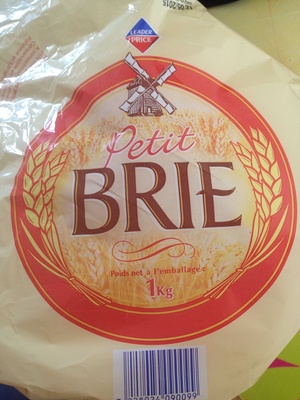 LEADER
PRICE
Petit
BRIE
Poids net à l'emballage
1Kg